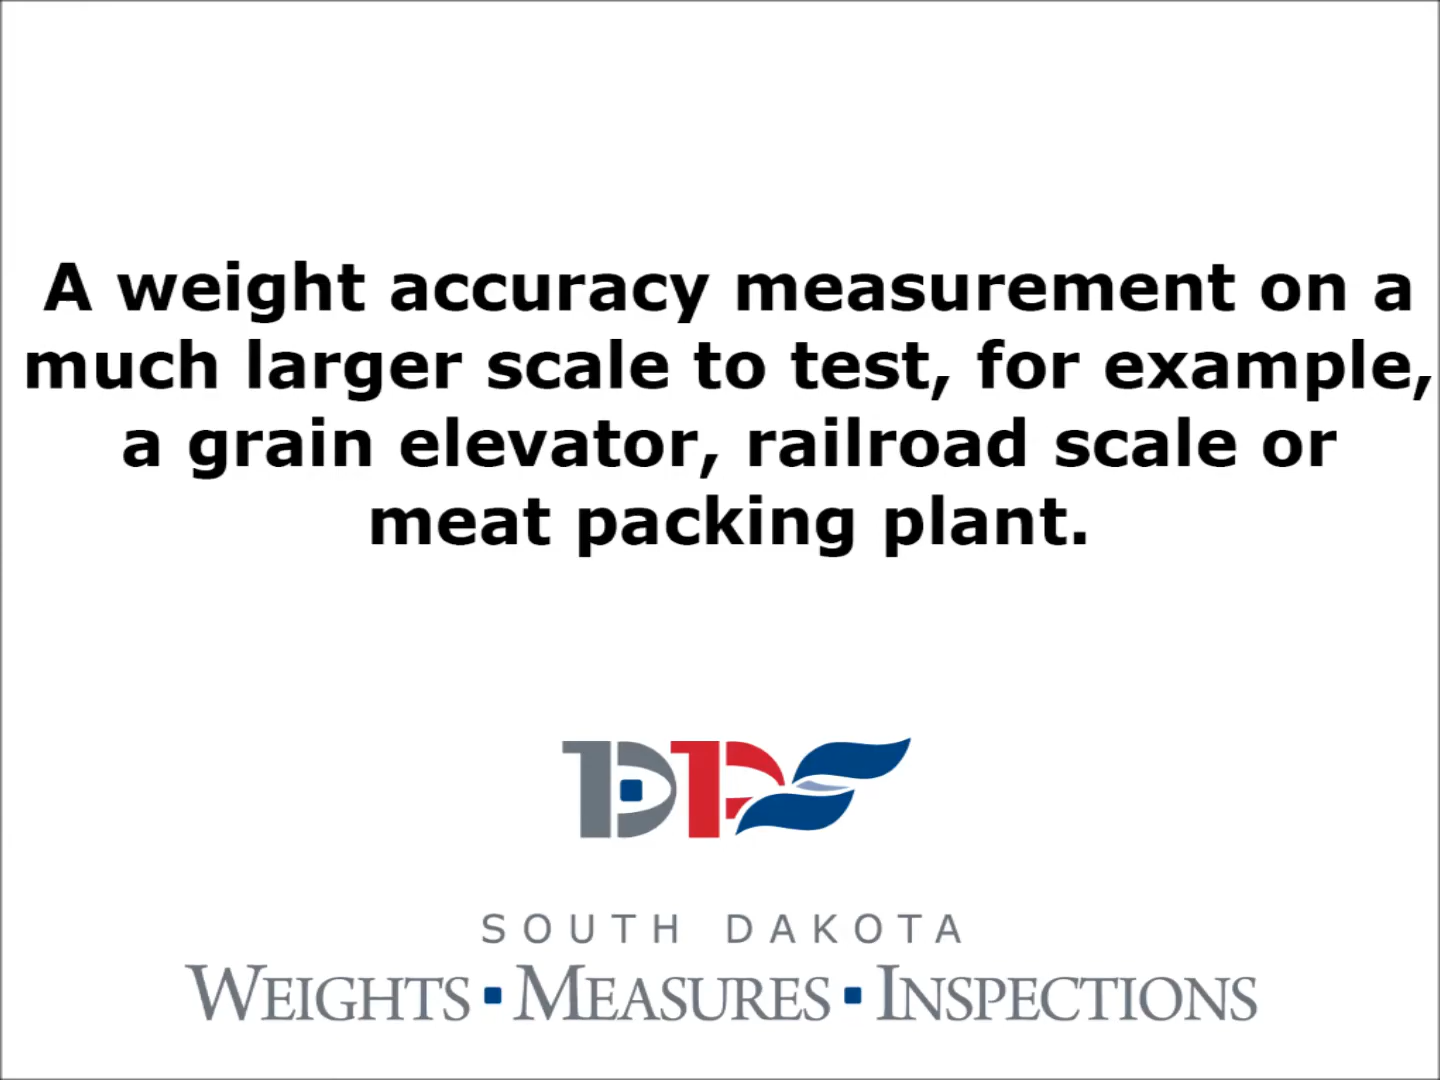 A weight accuracy measurement on a
much larger scale to test, for example,
a grain elevator, railroad scale or
meat packing plant.
DPS
SOUTH DAKOTA
WEIGHTS▪MEASURES▪INSPECTIONS